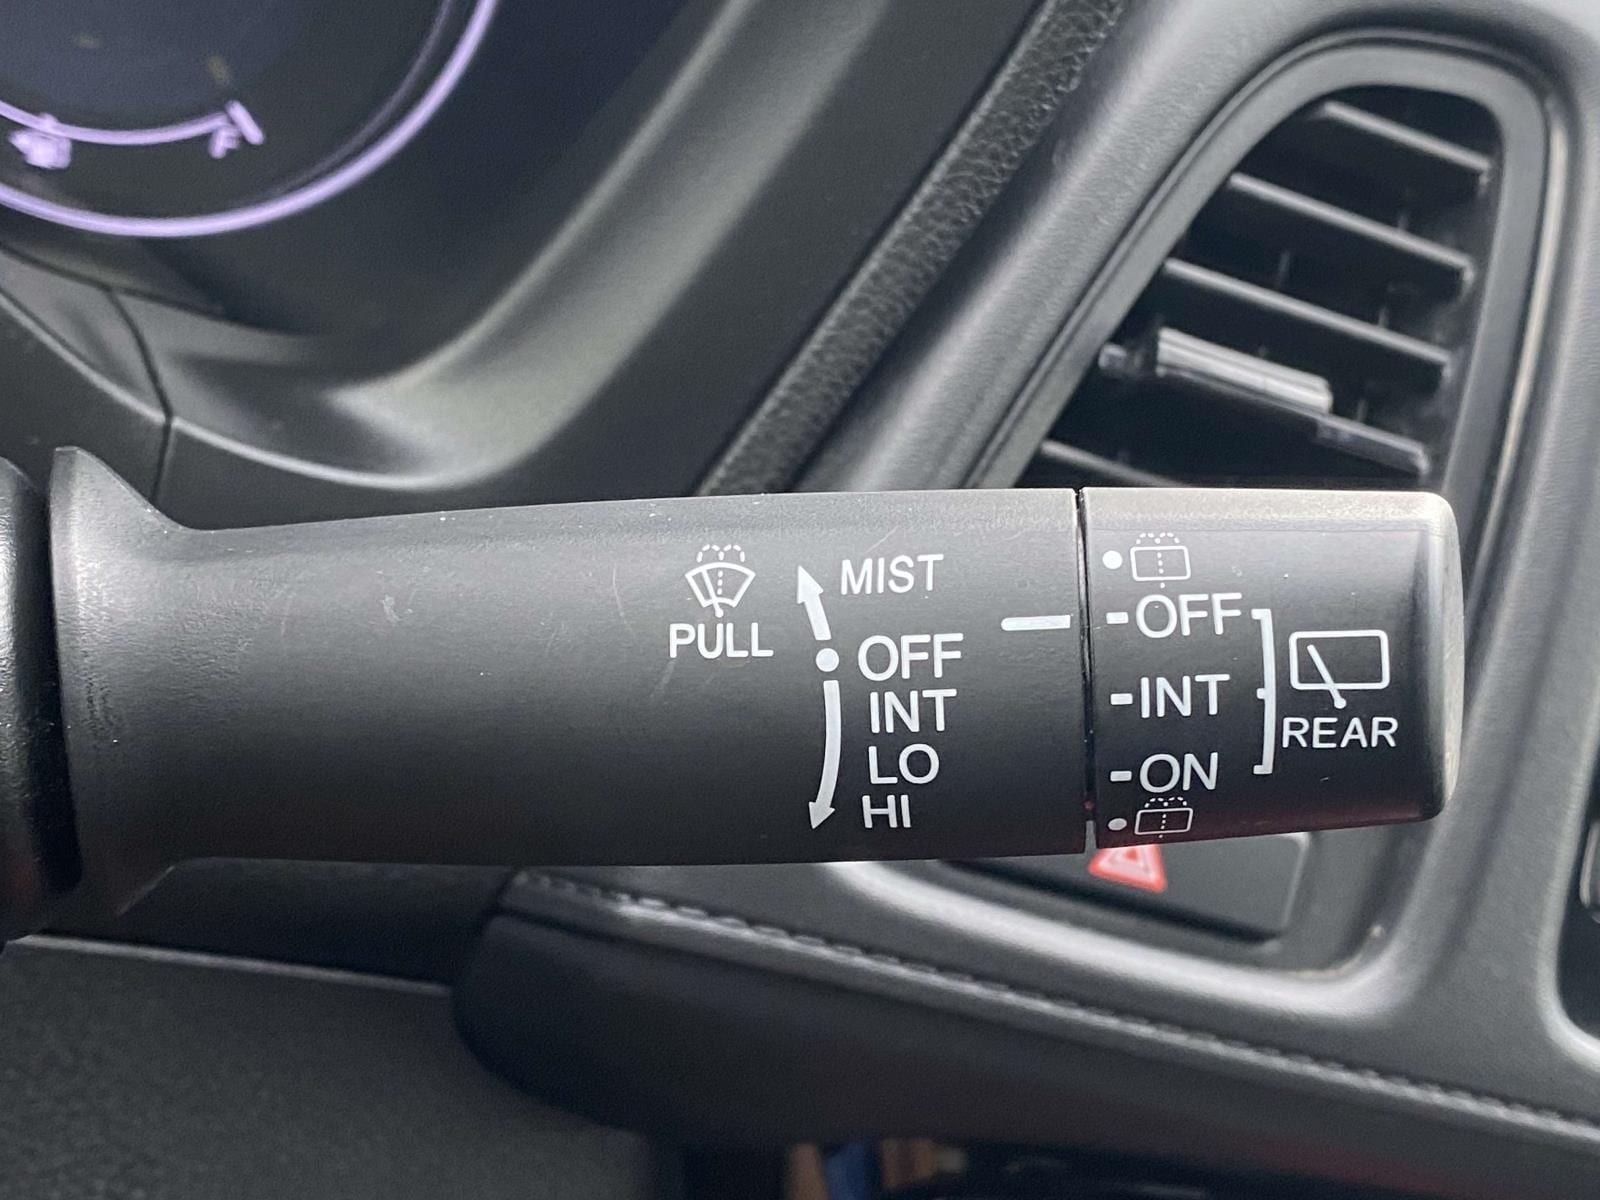 PULL
MIST
OFF
INT
LO
HI
OFF
INT
ON
REAR